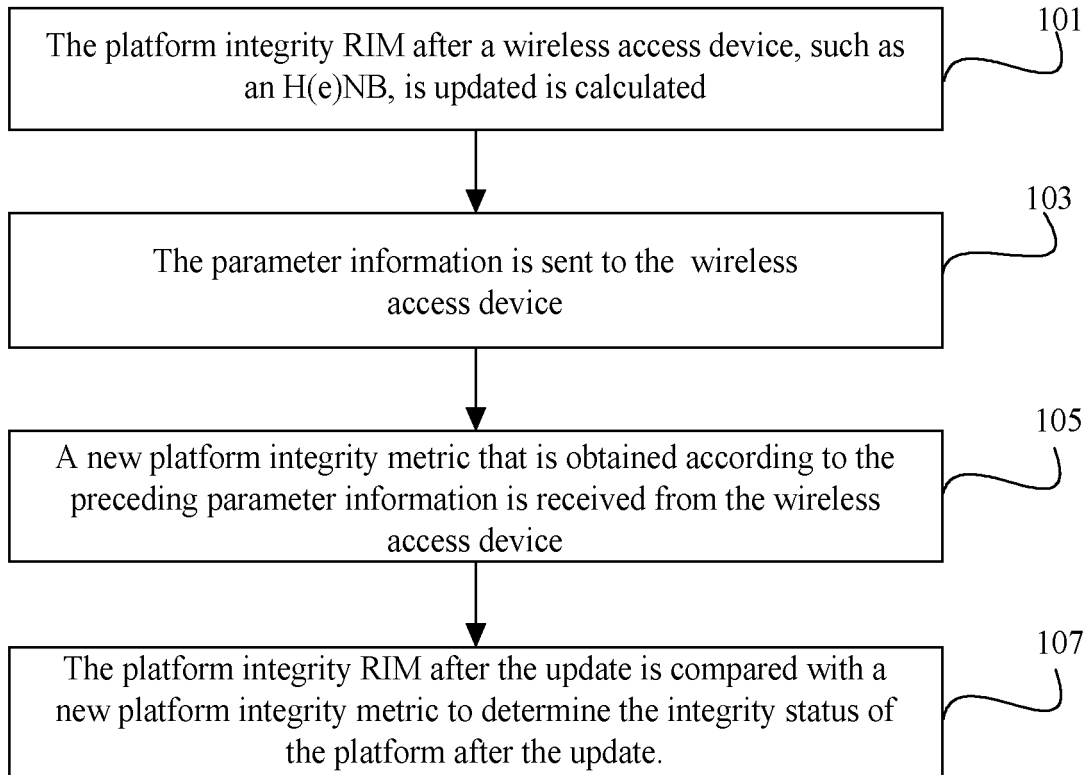 101
The platform integrity RIM after a wireless access device, such as
an H(e)NB, is updated is calculated
103
The parameter information is sent to the wireless
access device
105
A new platform integrity metric that is obtained according to the
preceding parameter information is received from the wireless
access device
107
The platform integrity RIM after the update is compared with a
new platform integrity metric to determine the integrity status of
the platform after the update.